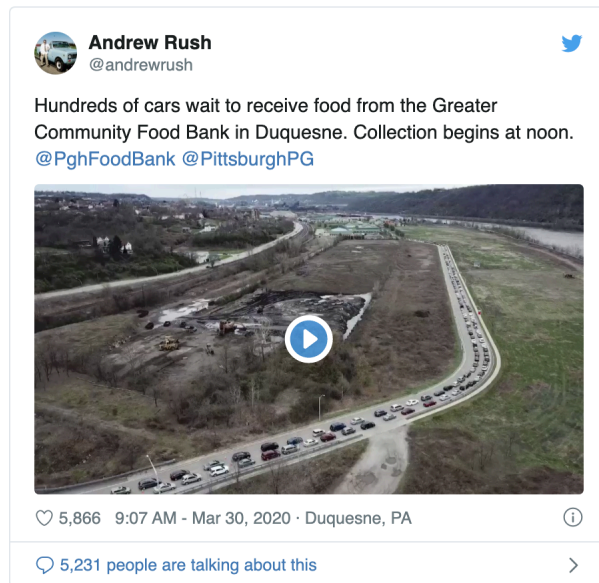 Andrew Rush
@andrewrush
Hundreds of cars wait to receive food from the Greater
Community Food Bank in Duquesne. Collection begins at noon.
@PghFoodBank @PittsburghPG
5,866 9:07 AM - Mar 30, 2020 · Duquesne, PA
5,231 people are talking about this